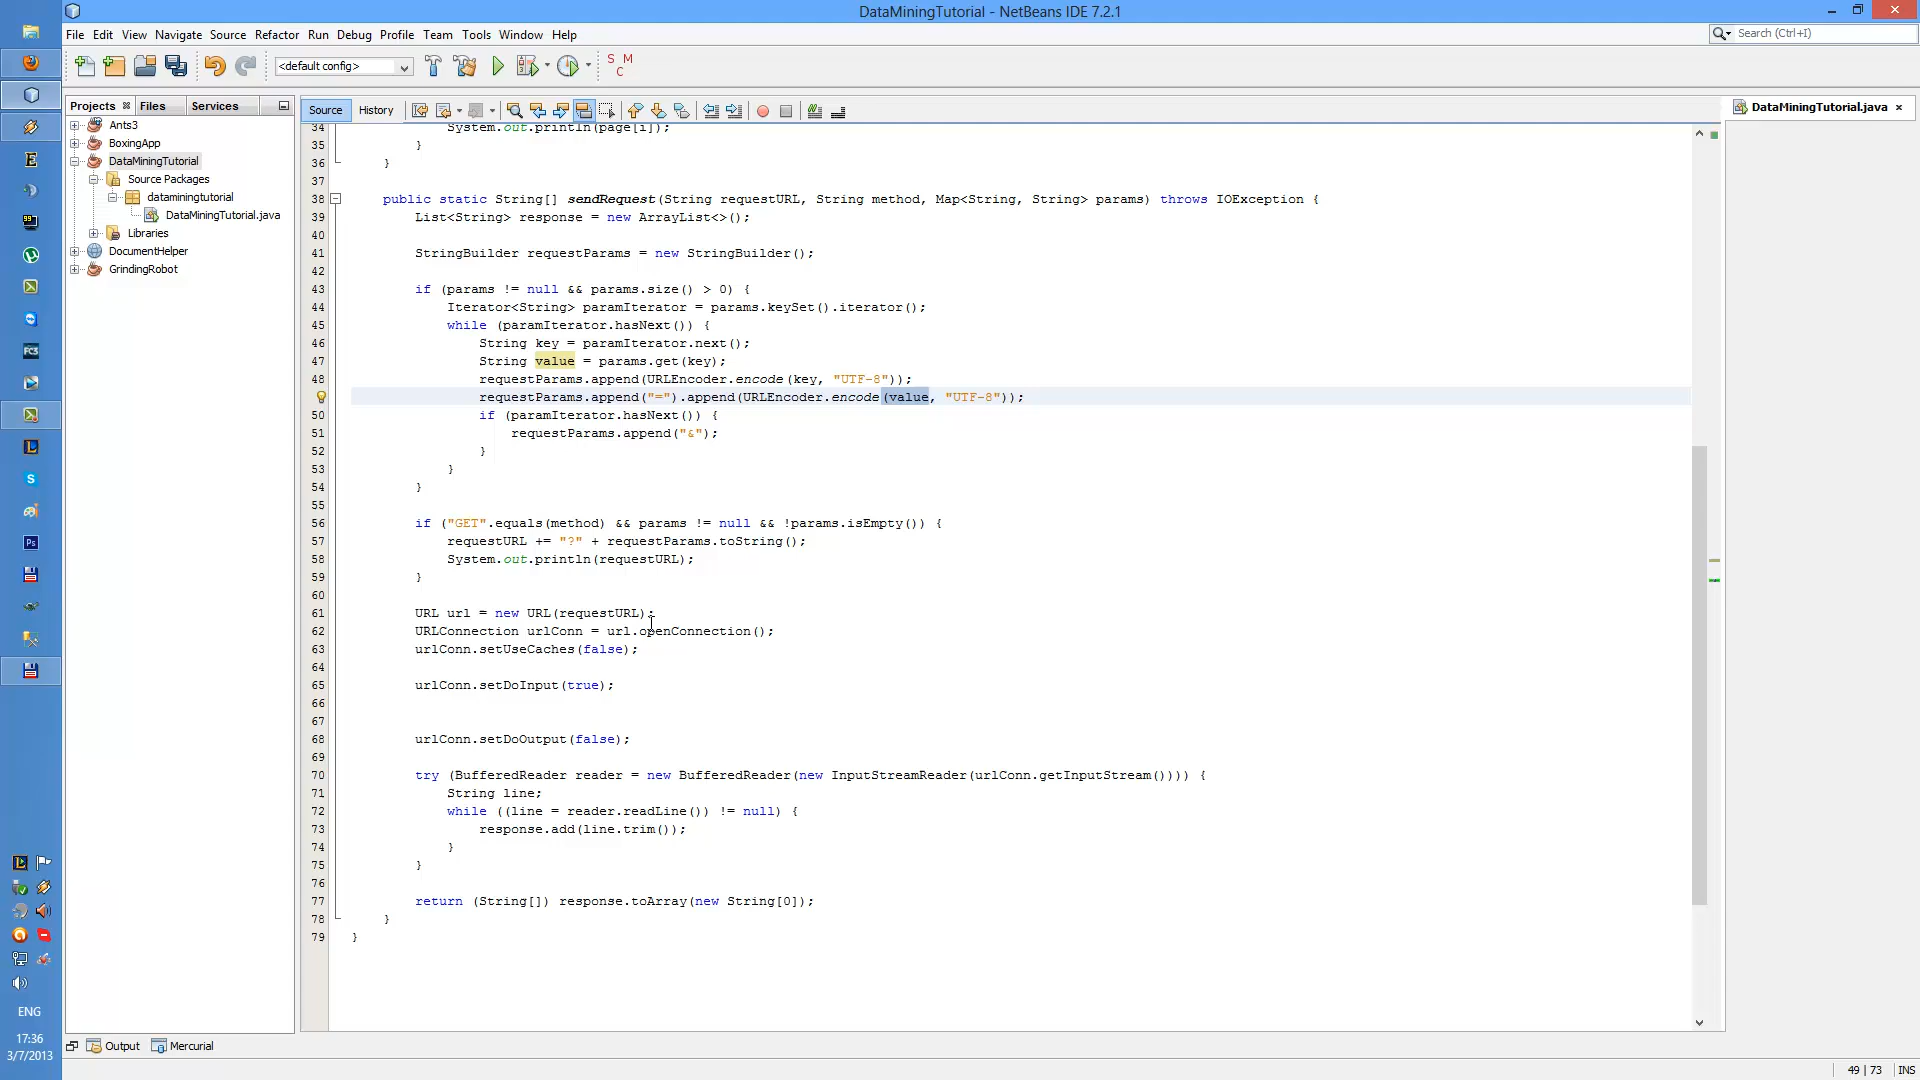 DataMiningTutorial - NetBeans IDE 7.2.1
File Edit View Navigate Source Refactor Run Debug Profile Team Tools Window Help
Search (Ctrl+I)
<default config>
S M C
Projects Files Services
Source History
DataMiningTutorial.java
Ants3
BoxingApp
DataMiningTutorial
Source Packages
dataminingtutorial
DataMiningTutorial.java
Libraries
DocumentHelper
GrindingRobot
34 System.out.println(page[i]);
35 }
36 }
37
38 public static String[] sendRequest(String requestURL, String method, Map<String, String> params) throws IOException {
39 List<String> response = new ArrayList<>();
40
41 StringBuilder requestParams = new StringBuilder();
42
43 if (params != null && params.size() > 0) {
44 Iterator<String> paramIterator = params.keySet().iterator();
45 while (paramIterator.hasNext()) {
46 String key = paramIterator.next();
47 String value = params.get(key);
48 requestParams.append(URLEncoder.encode(key, "UTF-8"));
requestParams.append("=").append(URLEncoder.encode(value, "UTF-8"));
50 if (paramIterator.hasNext()) {
51 requestParams.append("&");
52 }
53 }
54 }
55
56 if ("GET".equals(method) && params != null && !params.isEmpty()) {
57 requestURL += "?" + requestParams.toString();
58 System.out.println(requestURL);
59 }
60
61 URL url = new URL(requestURL);
62 URLConnection urlConn = url.openConnection();
63 urlConn.setUseCaches(false);
64
65 urlConn.setDoInput(true);
66
67
68 urlConn.setDoOutput(false);
69
70 try (BufferedReader reader = new BufferedReader(new InputStreamReader(urlConn.getInputStream()))) {
71 String line;
72 while ((line = reader.readLine()) != null) {
73 response.add(line.trim());
74 }
75 }
76
77 return (String[]) response.toArray(new String[0]);
78 }
79 }
Output Mercurial
49 | 73 INS
FC3
Ps
ENG
17:36
3/7/2013